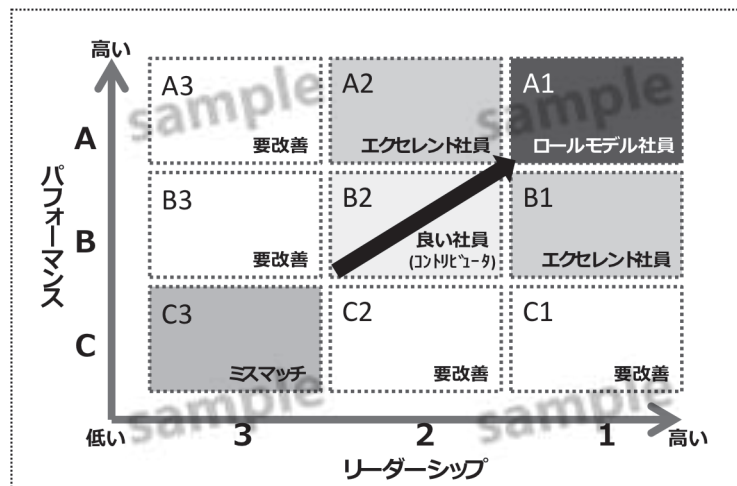 高い
A3
要改善
A2
エクセレント社員
A1
ロールモデル社員
A
パフォーマンス
B3
要改善
B2
良い社員
(ｺﾝﾄﾘﾋﾞｭｰﾀ)
B1
エクセレント社員
B
C3
ミスマッチ
C2
要改善
C1
要改善
C
低い
3
2
1
高い
リーダーシップ
sample
sample
sample
sample